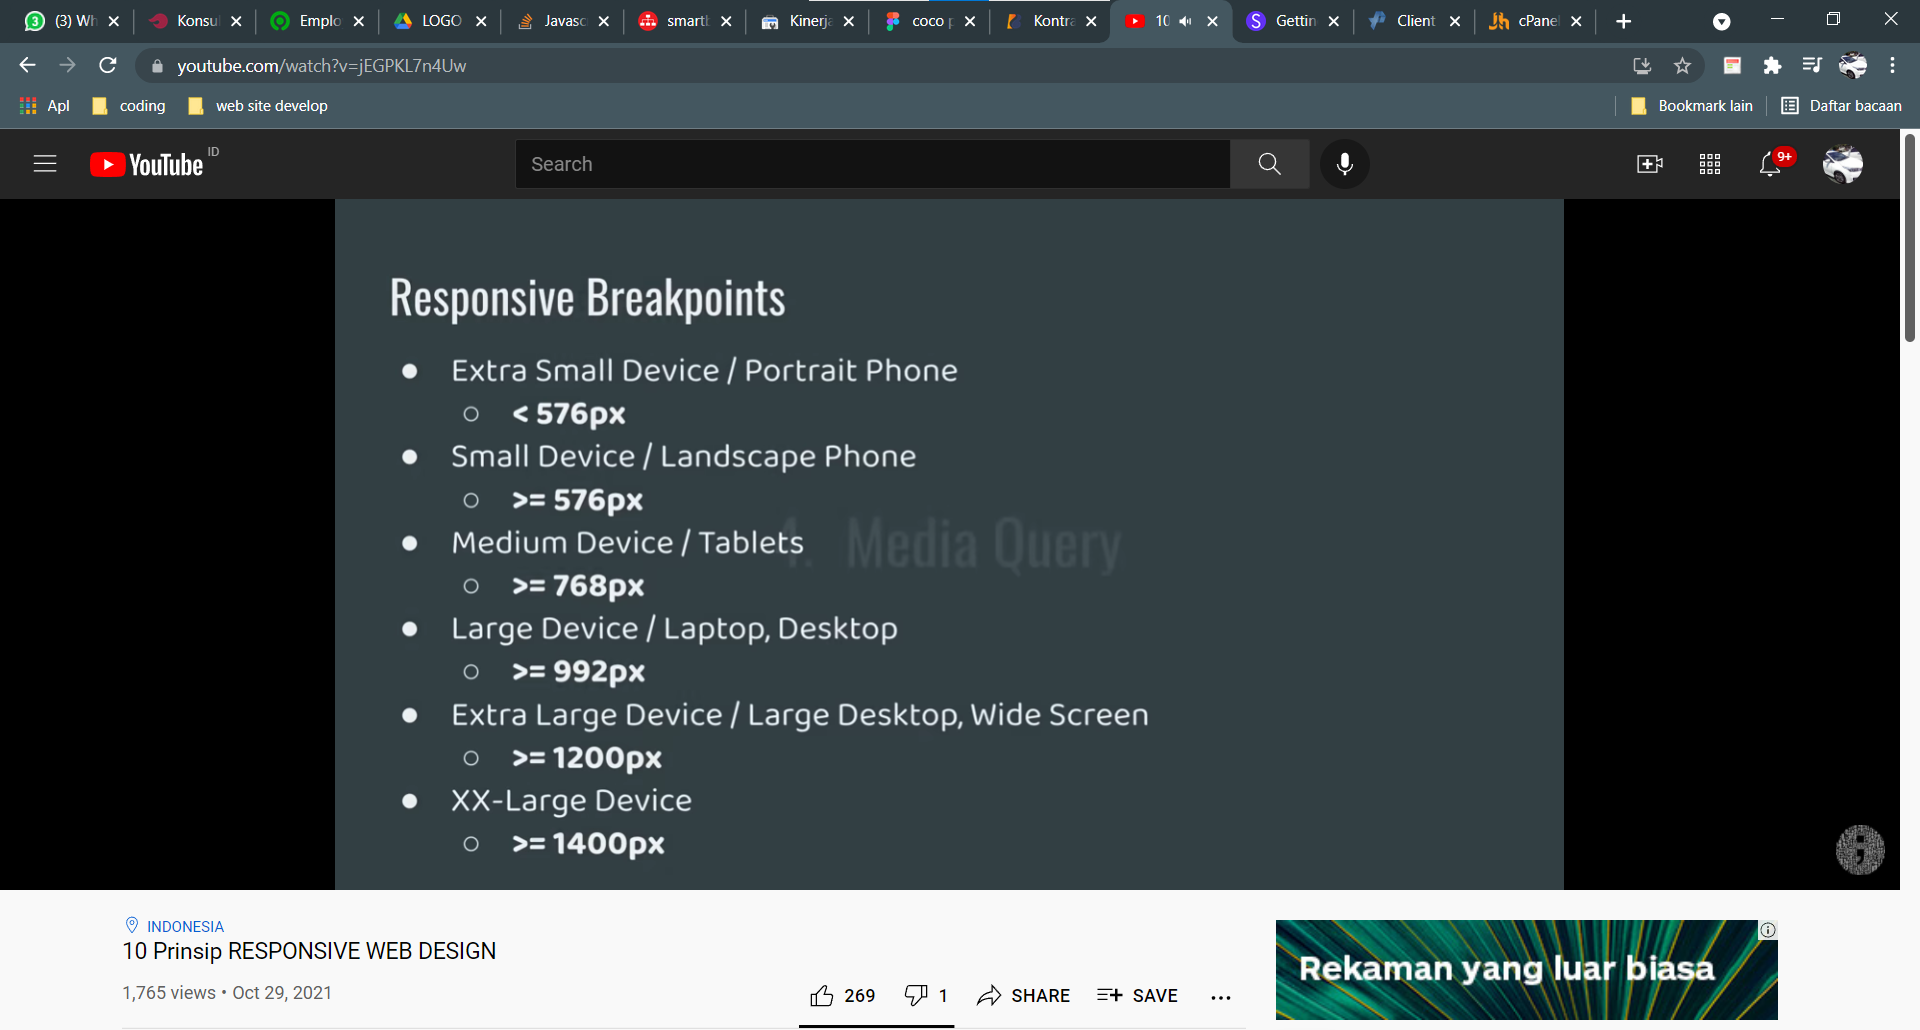 (3) Wh
Konsul
Emplo
LOGO
Javasc
smart
Kinerja
coco p
Kontra
10
Gettin
Client
cPanel
youtube.com/watch?v=jEGPKL7n4Uw
Apl
coding
web site develop
Bookmark lain
Daftar bacaan
YouTube ID
Search
9+
Responsive Breakpoints
● Extra Small Device / Portrait Phone
○ < 576px
● Small Device / Landscape Phone
○ >= 576px
4. Media Query
● Medium Device / Tablets
○ >= 768px
● Large Device / Laptop, Desktop
○ >= 992px
● Extra Large Device / Large Desktop, Wide Screen
○ >= 1200px
● XX-Large Device
○ >= 1400px
INDONESIA
10 Prinsip RESPONSIVE WEB DESIGN
1,765 views • Oct 29, 2021
269
1
SHARE
SAVE
Rekaman yang luar biasa